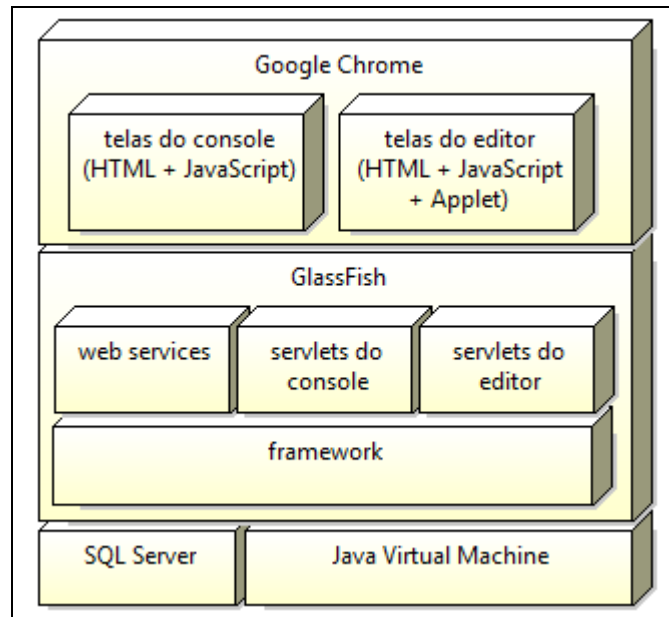 Google Chrome
telas do console
(HTML + JavaScript)
telas do editor
(HTML + JavaScript
+ Applet)
GlassFish
web services
servlets do
console
servlets do
editor
framework
SQL Server
Java Virtual Machine